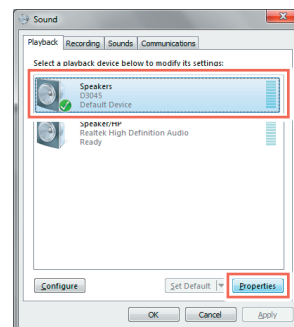 Sound
Playback Recording Sounds Communications
Select a playback device below to modify its settings:
Speakers
D3045
Default Device
Speaker/HP
Realtek High Definition Audio
Ready
Configure Set Default Properties
OK Cancel Apply